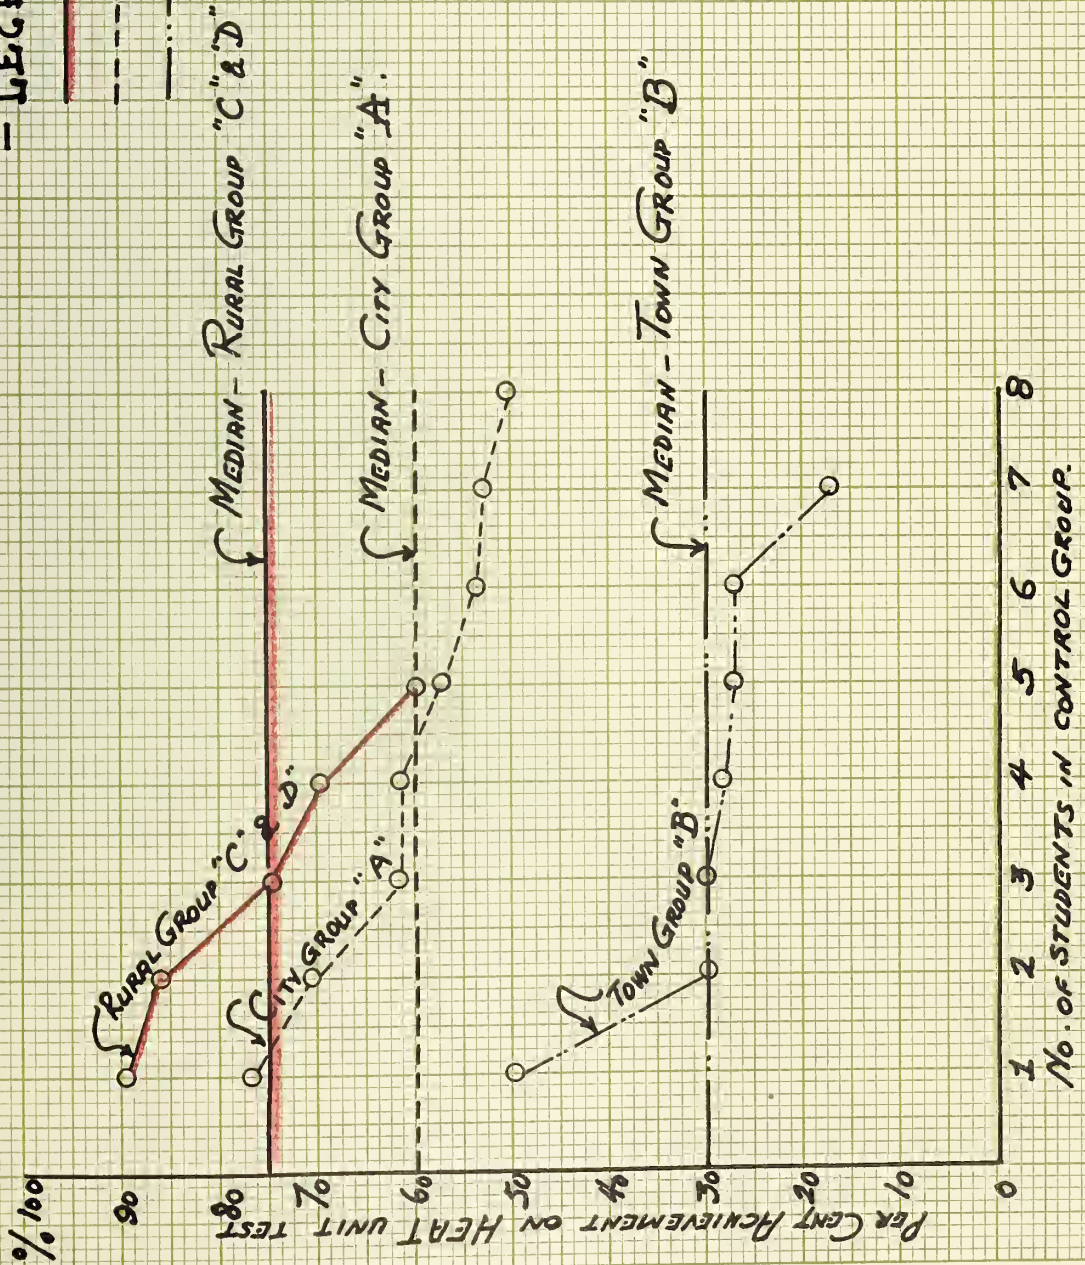 = LEGE
MEDIAN - RURAL GROUP "C" & "D"
MEDIAN - CITY GROUP "A".
MEDIAN - TOWN GROUP "B"
RURAL GROUP "C" & D"
CITY GROUP "A"
TOWN GROUP "B"
% 100
90
80
70
60
50
40
30
20
10
0
PER CENT ACHIEVEMENT ON HEAT UNIT TEST
1 2 3 4 5 6 7 8
NO. OF STUDENTS IN CONTROL GROUP.